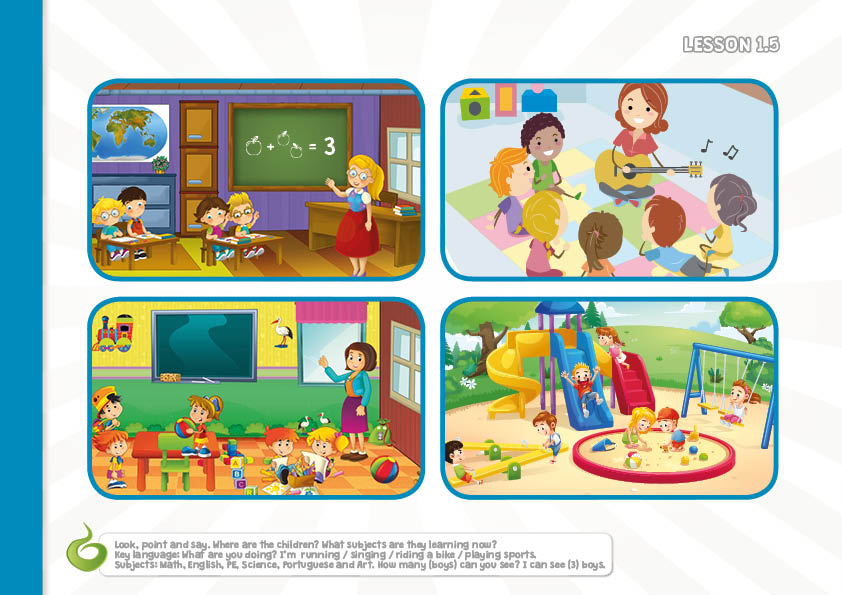 LESSON 1.5
+ = 3
A
B
C
Look, point and say. Where are the children? What subjects are they learning now?
Key language: What are you doing? I'm  running / singing / riding a bike / playing sports.
Subjects: Math, English, PE, Science, Portuguese and Art. How many (boys) can you see? I can see (3) boys.